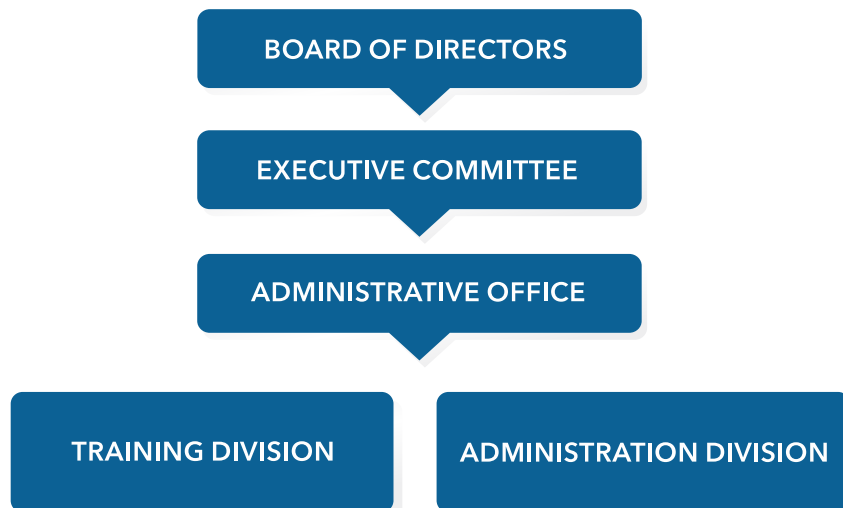 BOARD OF DIRECTORS
EXECUTIVE COMMITTEE
ADMINISTRATIVE OFFICE
TRAINING DIVISION
ADMINISTRATION DIVISION